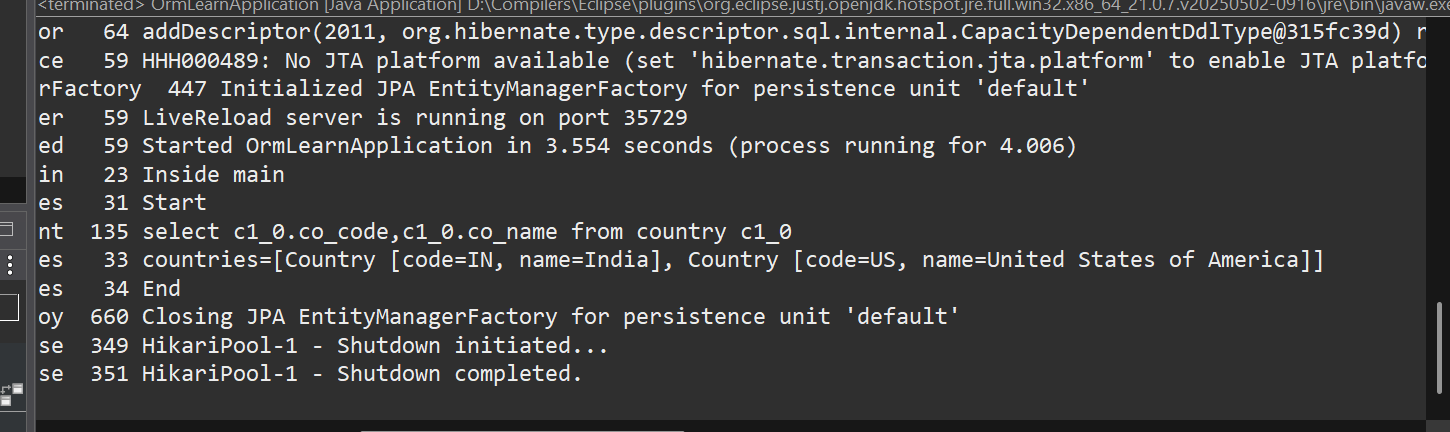 <terminated> OrmLearnApplication [Java Application] D:\Compilers\Eclipse\plugins\org.eclipse.justj.openjdk.hotspot.jre.full.win32.x86_64_21.0.7.v20250502-0916\jre\bin\javaw.exe
or   64 addDescriptor(2011, org.hibernate.type.descriptor.sql.internal.CapacityDependentDdlType@315fc39d) r
ce   59 HHH000489: No JTA platform available (set 'hibernate.transaction.jta.platform' to enable JTA platfo
rFactory  447 Initialized JPA EntityManagerFactory for persistence unit 'default'
er   59 LiveReload server is running on port 35729
ed   59 Started OrmLearnApplication in 3.554 seconds (process running for 4.006)
in   23 Inside main
es   31 Start
nt  135 select c1_0.co_code,c1_0.co_name from country c1_0
es   33 countries=[Country [code=IN, name=India], Country [code=US, name=United States of America]]
es   34 End
oy  660 Closing JPA EntityManagerFactory for persistence unit 'default'
se  349 HikariPool-1 - Shutdown initiated...
se  351 HikariPool-1 - Shutdown completed.